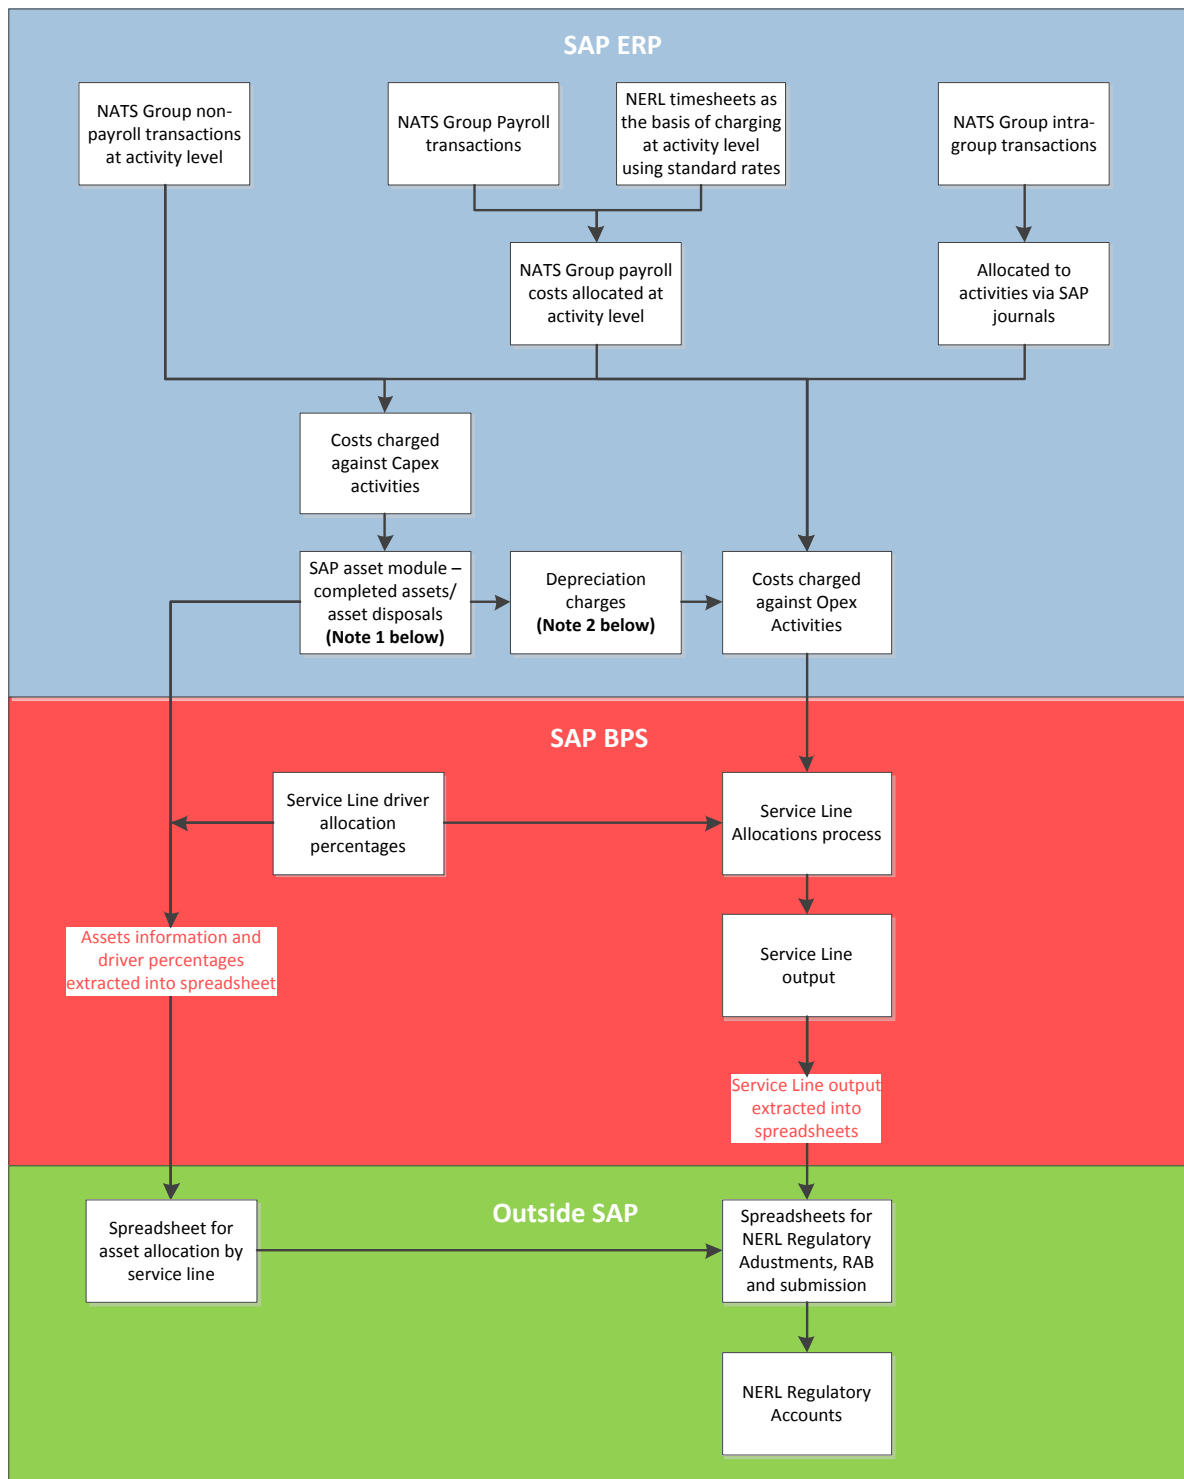 SAP ERP
NATS Group non-
payroll transactions
at activity level
NATS Group Payroll
transactions
NERL timesheets as
the basis of charging
at activity level
using standard rates
NATS Group intra-
group transactions
NATS Group payroll
costs allocated at
activity level
Allocated to
activities via SAP
journals
Costs charged
against Capex
activities
SAP asset module –
completed assets/
asset disposals
(Note 1 below)
Depreciation
charges
(Note 2 below)
Costs charged
against Opex
Activities
SAP BPS
Service Line driver
allocation
percentages
Service Line
Allocations process
Assets information and
driver percentages
extracted into spreadsheet
Service Line
output
Service Line output
extracted into
spreadsheets
Outside SAP
Spreadsheet for
asset allocation by
service line
Spreadsheets for
NERL Regulatory
Adustments, RAB
and submission
NERL Regulatory
Accounts